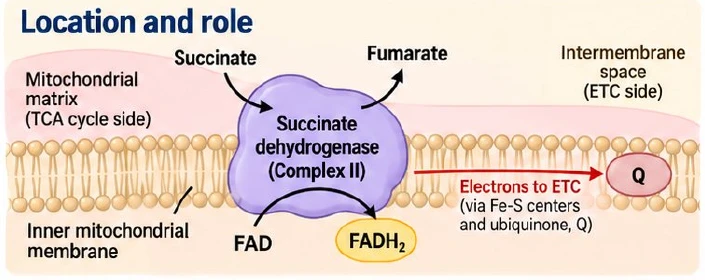 Location and role
Succinate
Fumarate
Mitochondrial
matrix
(TCA cycle side)
Intermembrane
space
(ETC side)
Succinate
dehydrogenase
(Complex II)
Q
Electrons to ETC
(via Fe-S centers
and ubiquinone, Q)
Inner mitochondrial
membrane
FAD
FADH₂